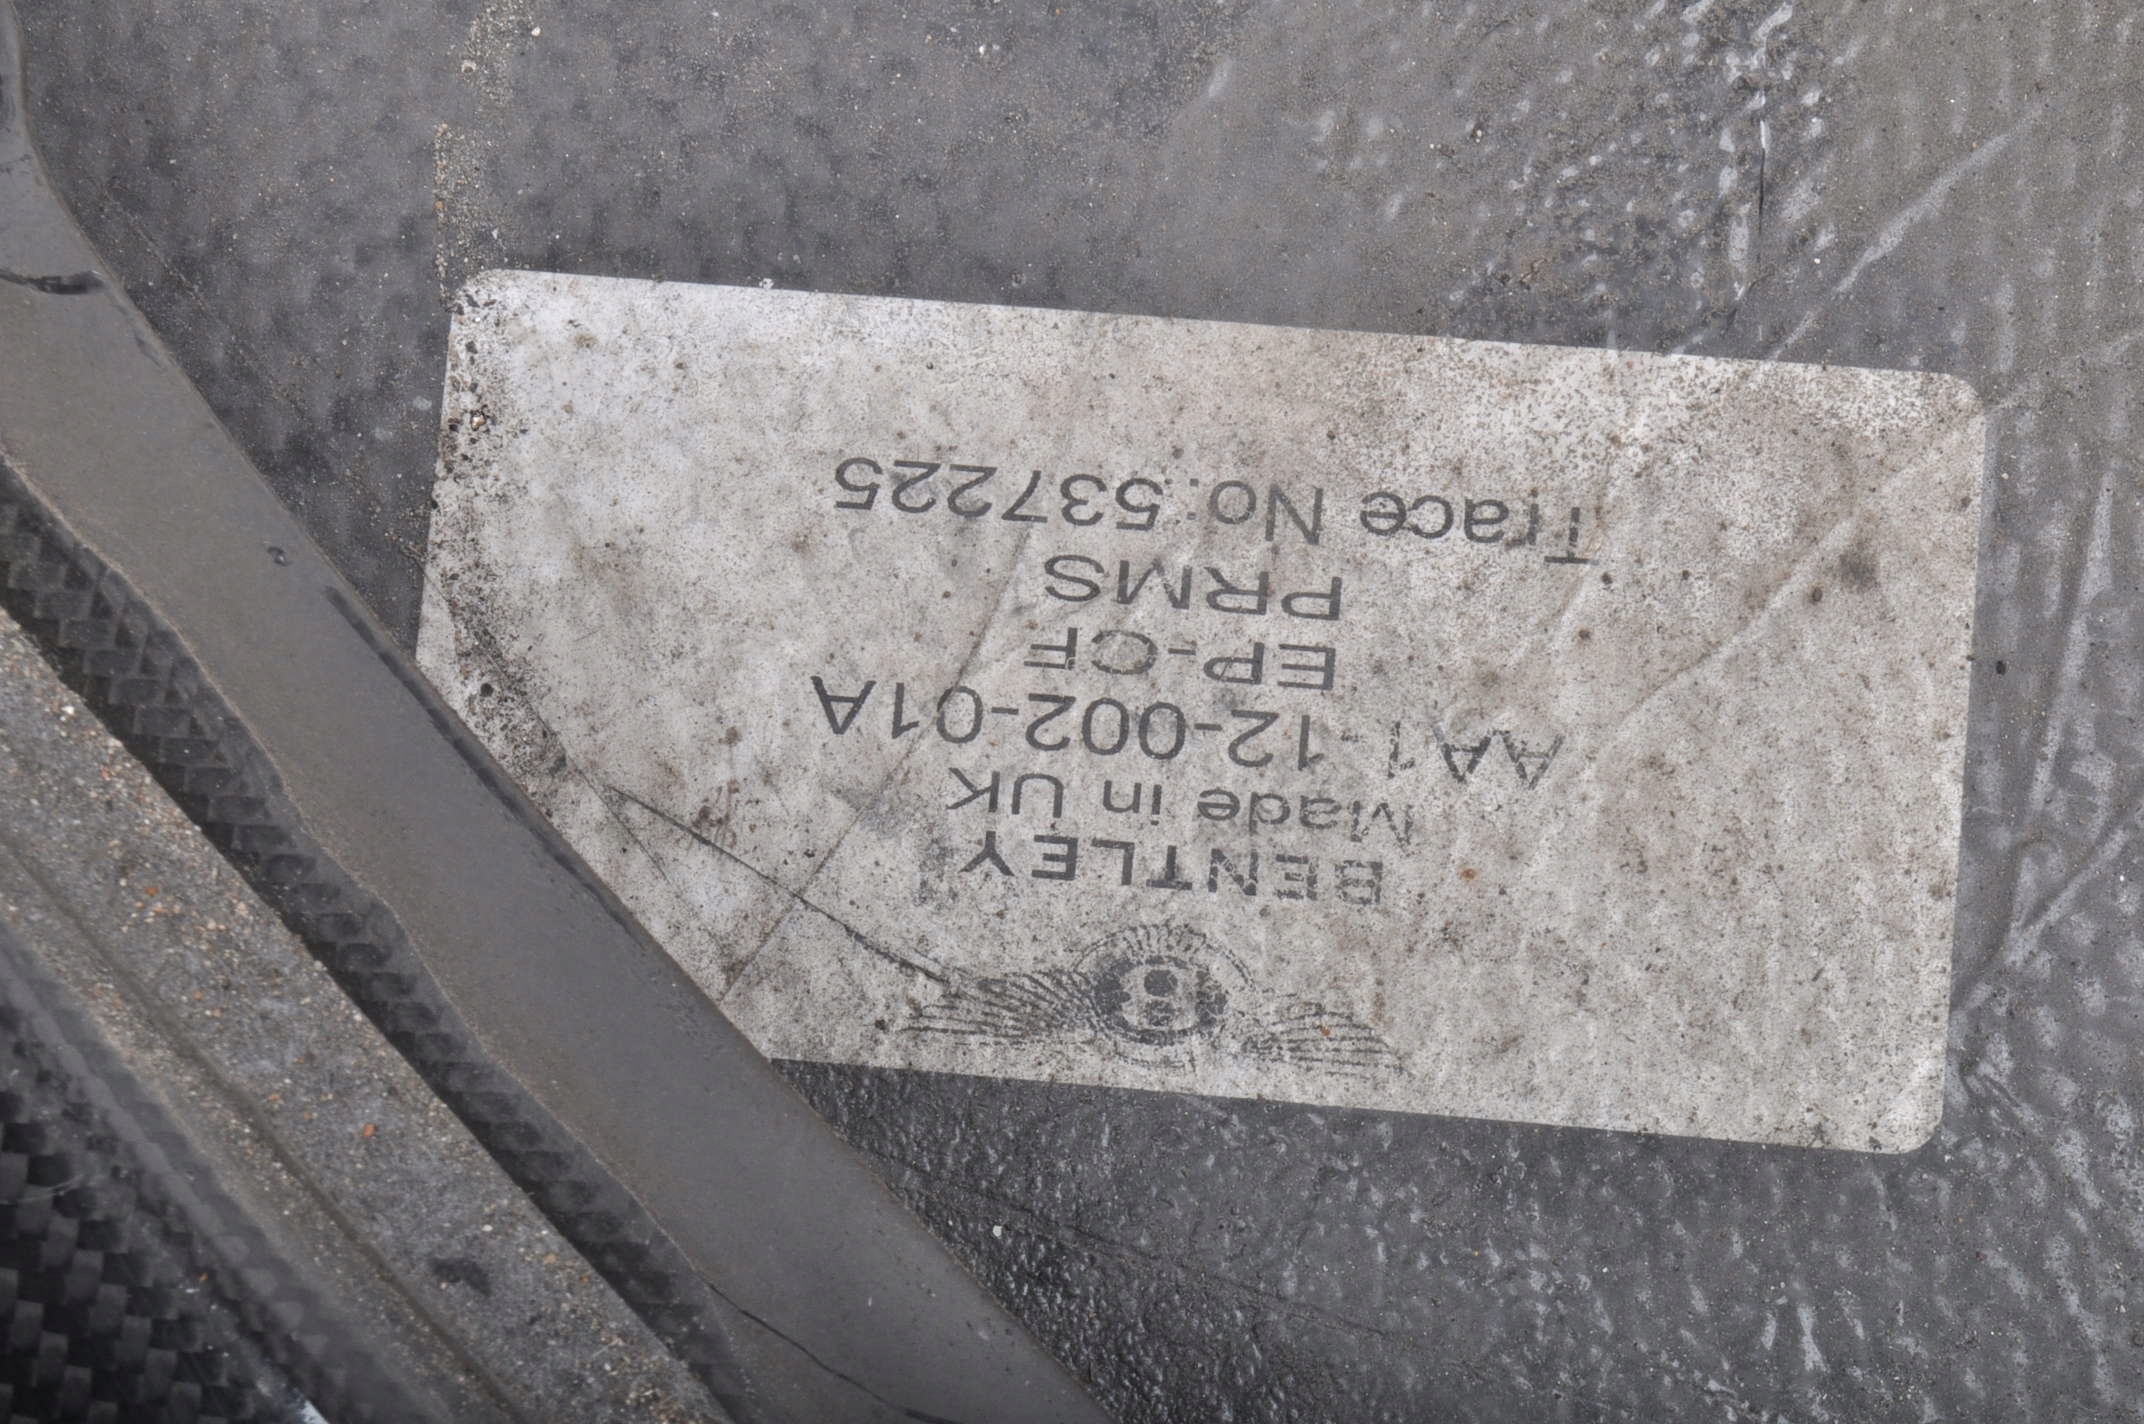 B
BENTLEY
Made in UK
AA1-12-002-01A
EP-CF
PRMS
Trace No:537225